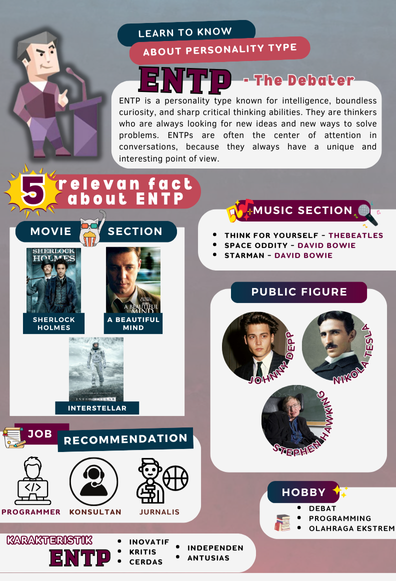 LEARN TO KNOW
ABOUT PERSONALITY TYPE
ENTP - The Debater
ENTP is a personality type known for intelligence, boundless
curiosity, and sharp critical thinking abilities. They are thinkers
who are always looking for new ideas and new ways to solve
problems. ENTPs are often the center of attention in
conversations, because they always have a unique and
interesting point of view.
5 relevan fact
about ENTP
MOVIE SECTION
SHERLOCK HOLMES
SHERLOCK
HOLMES
A BEAUTIFUL
MIND
INTERSTELLAR
MUSIC SECTION
THINK FOR YOURSELF - THEBEATLES
SPACE ODDITY - DAVID BOWIE
STARMAN - DAVID BOWIE
PUBLIC FIGURE
JOHNNY DEPP
NIKOLA TESLA
STEPHEN HAWKING
JOB
RECOMMENDATION
PROGRAMMER
KONSULTAN
JURNALIS
HOBBY
DEBAT
PROGRAMMING
OLAHRAGA EKSTREM
KARAKTERISTIK
ENTP
INOVATIF
KRITIS
CERDAS
INDEPENDEN
ANTUSIAS